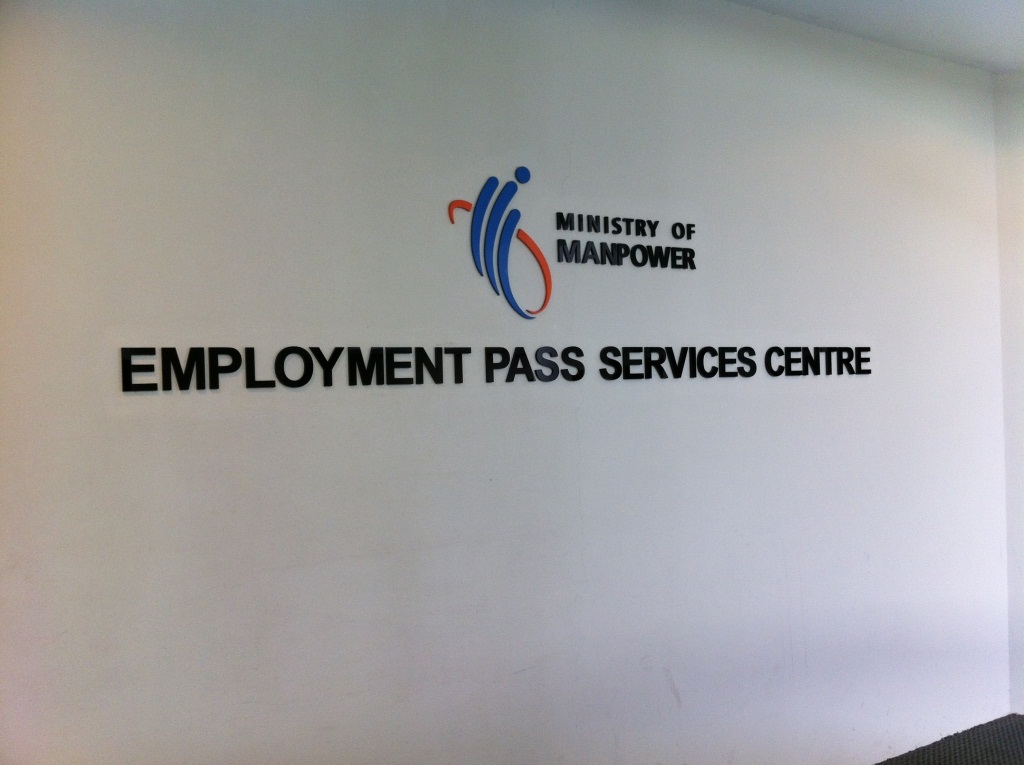 MINISTRY OF
MANPOWER
EMPLOYMENT PASS SERVICES CENTRE